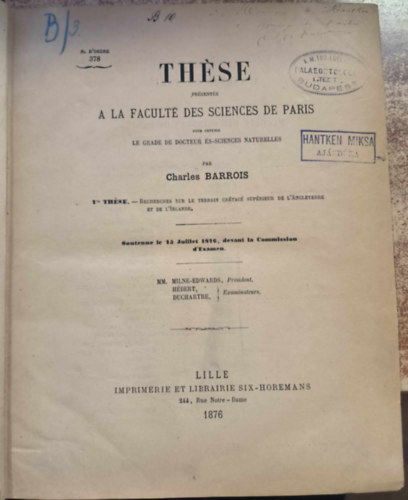 B/9.
N. D'ORDRE
378
THÈSE
PRÉSENTÉE
A LA FACULTÉ DES SCIENCES DE PARIS
POUR OBTENIR
LE GRADE DE DOCTEUR ÈS-SCIENCES NATURELLES
PAR
Charles BARROIS
1re THÈSE. — RECHERCHES SUR LE TERRAIN CRÉTACÉ SUPÉRIEUR DE L'ANGLETERRE
ET DE L'IRLANDE.
Soutenue le 14 Juillet 1876, devant la Commission
d'Examen.
MM. MILNE-EDWARDS, Président.
HÉBERT,
DUCHARTRE, Examinateurs.
LILLE
IMPRIMERIE ET LIBRAIRIE SIX-HOREMANS
244, Rue Notre-Dame
1876
BUDAPEST
HANTKEN MIKSA
AJÁNDÉKA